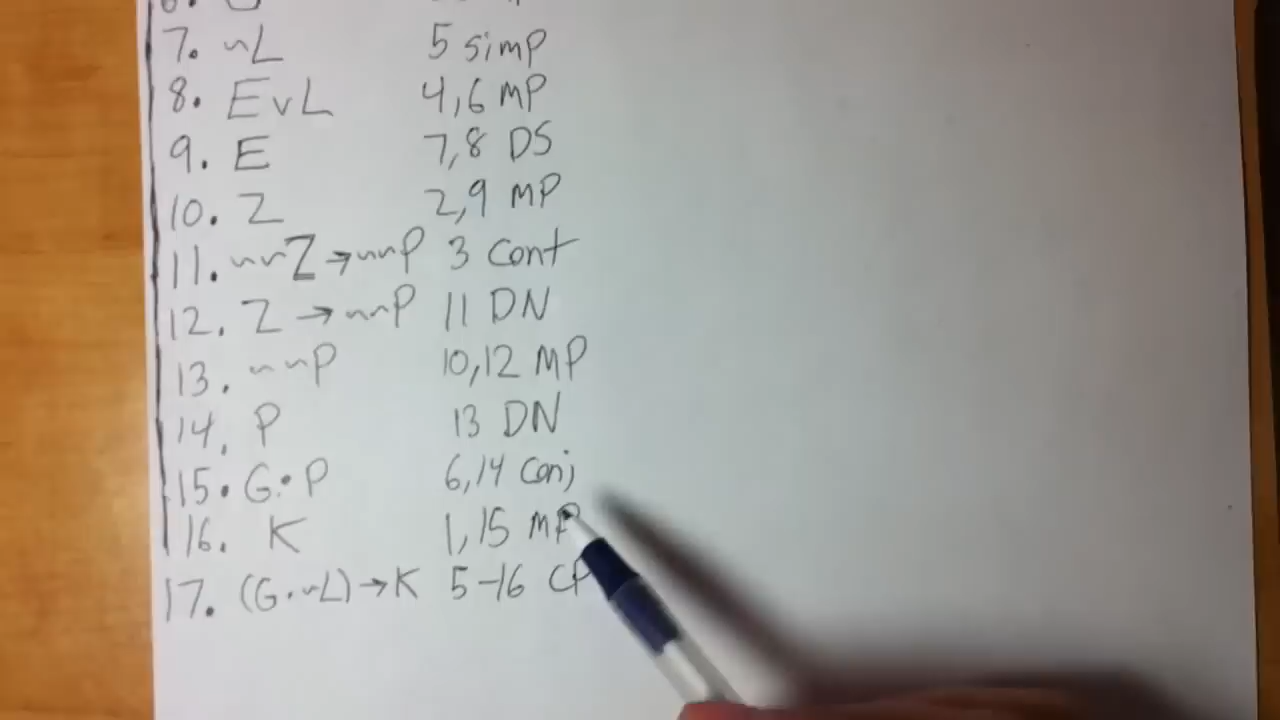 7. ~L 5 simp
8. E v L 4,6 MP
9. E 7,8 DS
10. Z 2,9 MP
11. ~~Z → ~~P 3 Cont
12. Z → ~~P 11 DN
13. ~~P 10,12 MP
14. P 13 DN
15. G • P 6,14 Conj
16. K 1,15 MP
17. (G • ~L) → K 5-16 CP